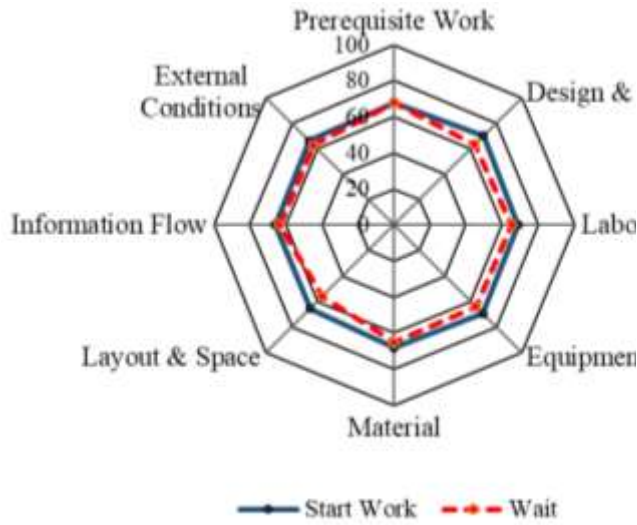 Prerequisite Work
100
80
60
40
20
0
External
Conditions
Design &
Labo
Information Flow
Layout & Space
Equipmen
Material
Start Work
Wait